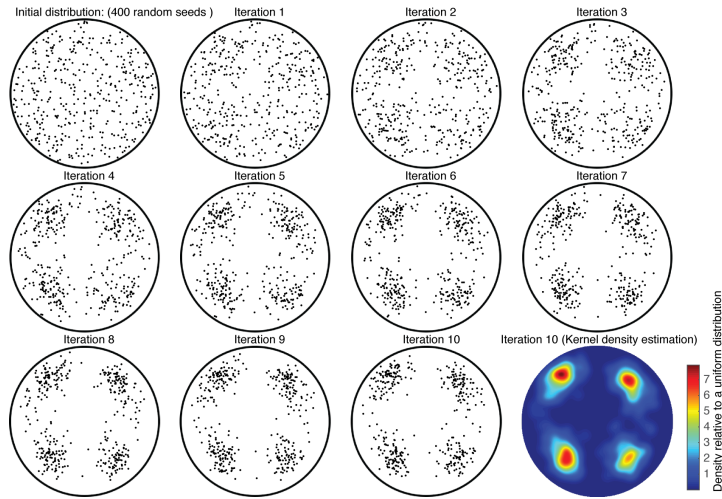 Initial distribution: (400 random seeds )
Iteration 1
Iteration 2
Iteration 3
Iteration 4
Iteration 5
Iteration 6
Iteration 7
Iteration 8
Iteration 9
Iteration 10
Iteration 10 (Kernel density estimation)
7
6
5
4
3
2
1
Density relative to a uniform distribution